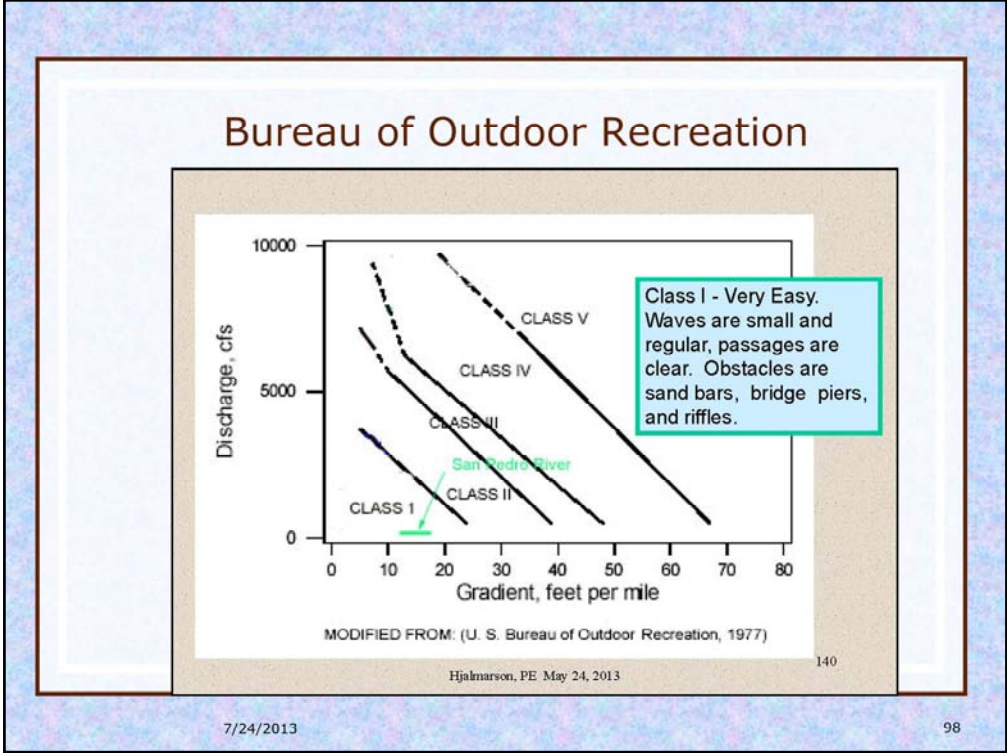 Bureau of Outdoor Recreation
10000
5000
0
Discharge, cfs
CLASS V
CLASS IV
CLASS III
San Pedro River
CLASS II
CLASS 1
0 10 20 30 40 50 60 70 80
Gradient, feet per mile
Class I - Very Easy.
Waves are small and
regular, passages are
clear. Obstacles are
sand bars, bridge piers,
and riffles.
MODIFIED FROM: (U. S. Bureau of Outdoor Recreation, 1977)
140
Hjalmarson, PE May 24, 2013
7/24/2013
98